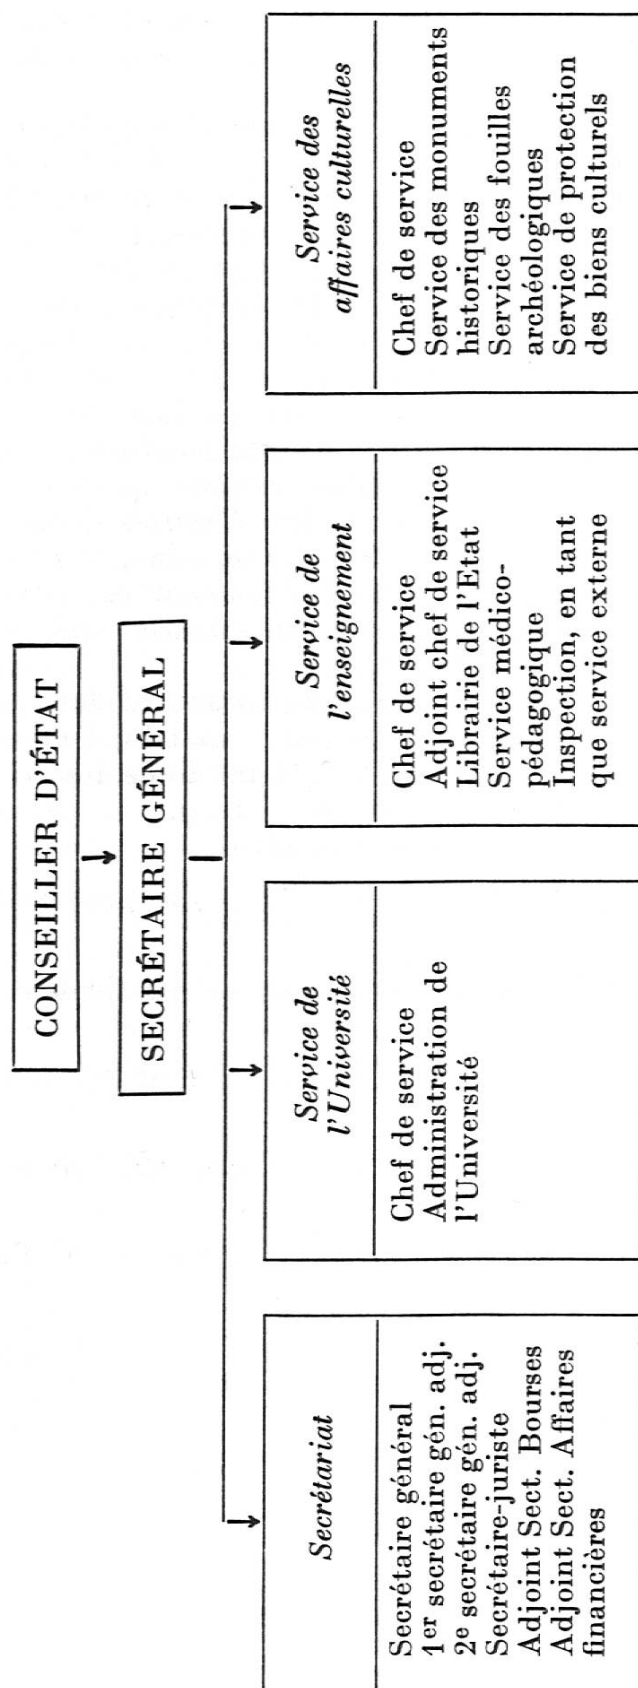 CONSEILLER D'ÉTAT
SECRÉTAIRE GÉNÉRAL
Secrétariat
Secrétaire général
1er secrétaire gén. adj.
2e secrétaire gén. adj.
Secrétaire-juriste
Adjoint Sect. Bourses
Adjoint Sect. Affaires
financières
Service de
l'Université
Chef de service
Administration de
l'Université
Service de
l'enseignement
Chef de service
Adjoint chef de service
Librairie de l'Etat
Service médico-
pédagogique
Inspection, en tant
que service externe
Service des
affaires culturelles
Chef de service
Service des monuments
historiques
Service des fouilles
archéologiques
Service de protection
des biens culturels